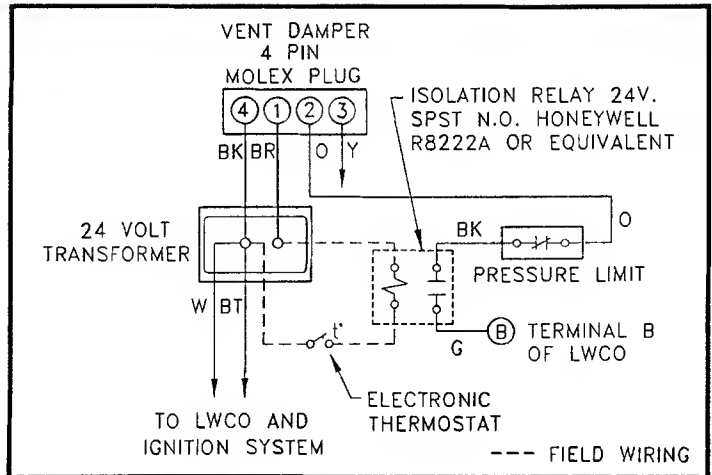 VENT DAMPER
4 PIN
MOLEX PLUG
4 1 2 3
BK BR O Y
ISOLATION RELAY 24V.
SPST N.O. HONEYWELL
R8222A OR EQUIVALENT
24 VOLT
TRANSFORMER
BK
O
PRESSURE LIMIT
W BT
t°
G
B
TERMINAL B
OF LWCO
ELECTRONIC
THERMOSTAT
TO LWCO AND
IGNITION SYSTEM
--- FIELD WIRING